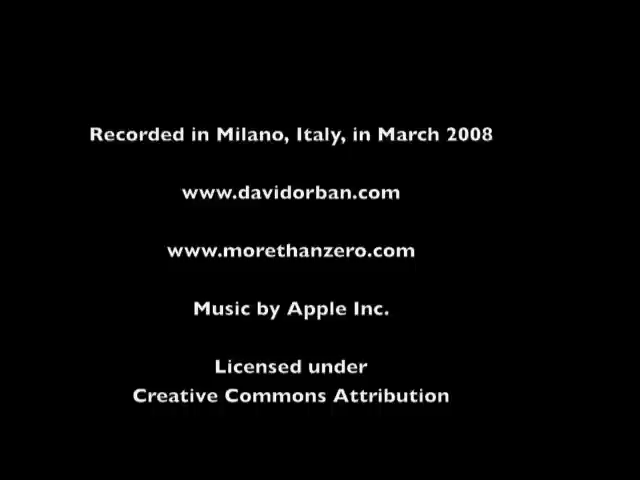 Recorded in Milano, Italy, in March 2008
www.davidorban.com
www.morethanzero.com
Music by Apple Inc.
Licensed under
Creative Commons Attribution